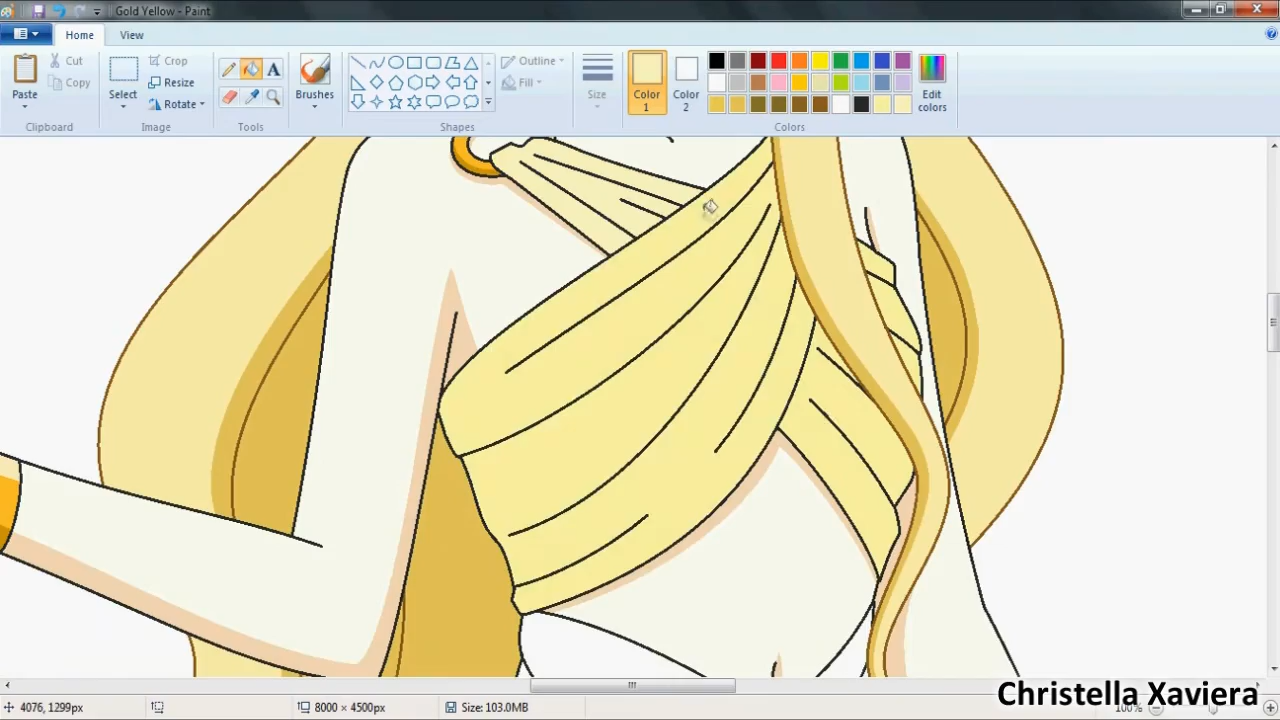 Gold Yellow - Paint
Home View
Paste
Cut
Copy
Clipboard
Select
Crop
Resize
Rotate
Image
A
Tools
Brushes
Outline
Fill
Shapes
Size
Color 1
Color 2
Edit colors
Colors
Christella Xaviera
4076, 1299px
8000 × 4500px
Size: 103.0MB
100%